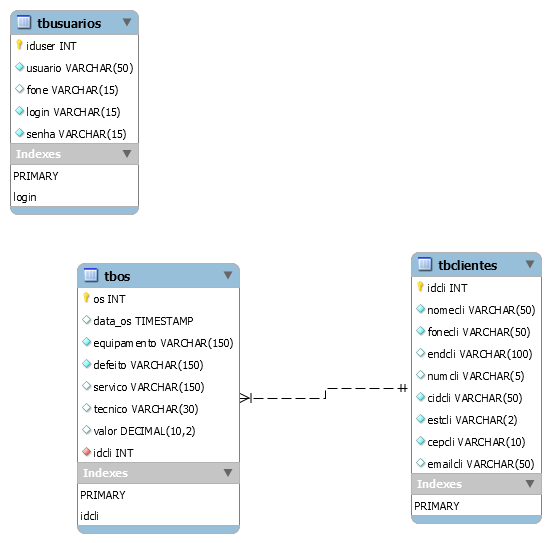 tbusuarios
iduser INT
usuario VARCHAR(50)
fone VARCHAR(15)
login VARCHAR(15)
senha VARCHAR(15)
Indexes
PRIMARY
login
tbos
os INT
data_os TIMESTAMP
equipamento VARCHAR(150)
defeito VARCHAR(150)
servico VARCHAR(150)
tecnico VARCHAR(30)
valor DECIMAL(10,2)
idcli INT
Indexes
PRIMARY
idcli
tbclientes
idcli INT
nomecli VARCHAR(50)
fonecli VARCHAR(50)
endcli VARCHAR(100)
numcli VARCHAR(5)
cidcli VARCHAR(50)
estcli VARCHAR(2)
cepcli VARCHAR(10)
emailcli VARCHAR(50)
Indexes
PRIMARY